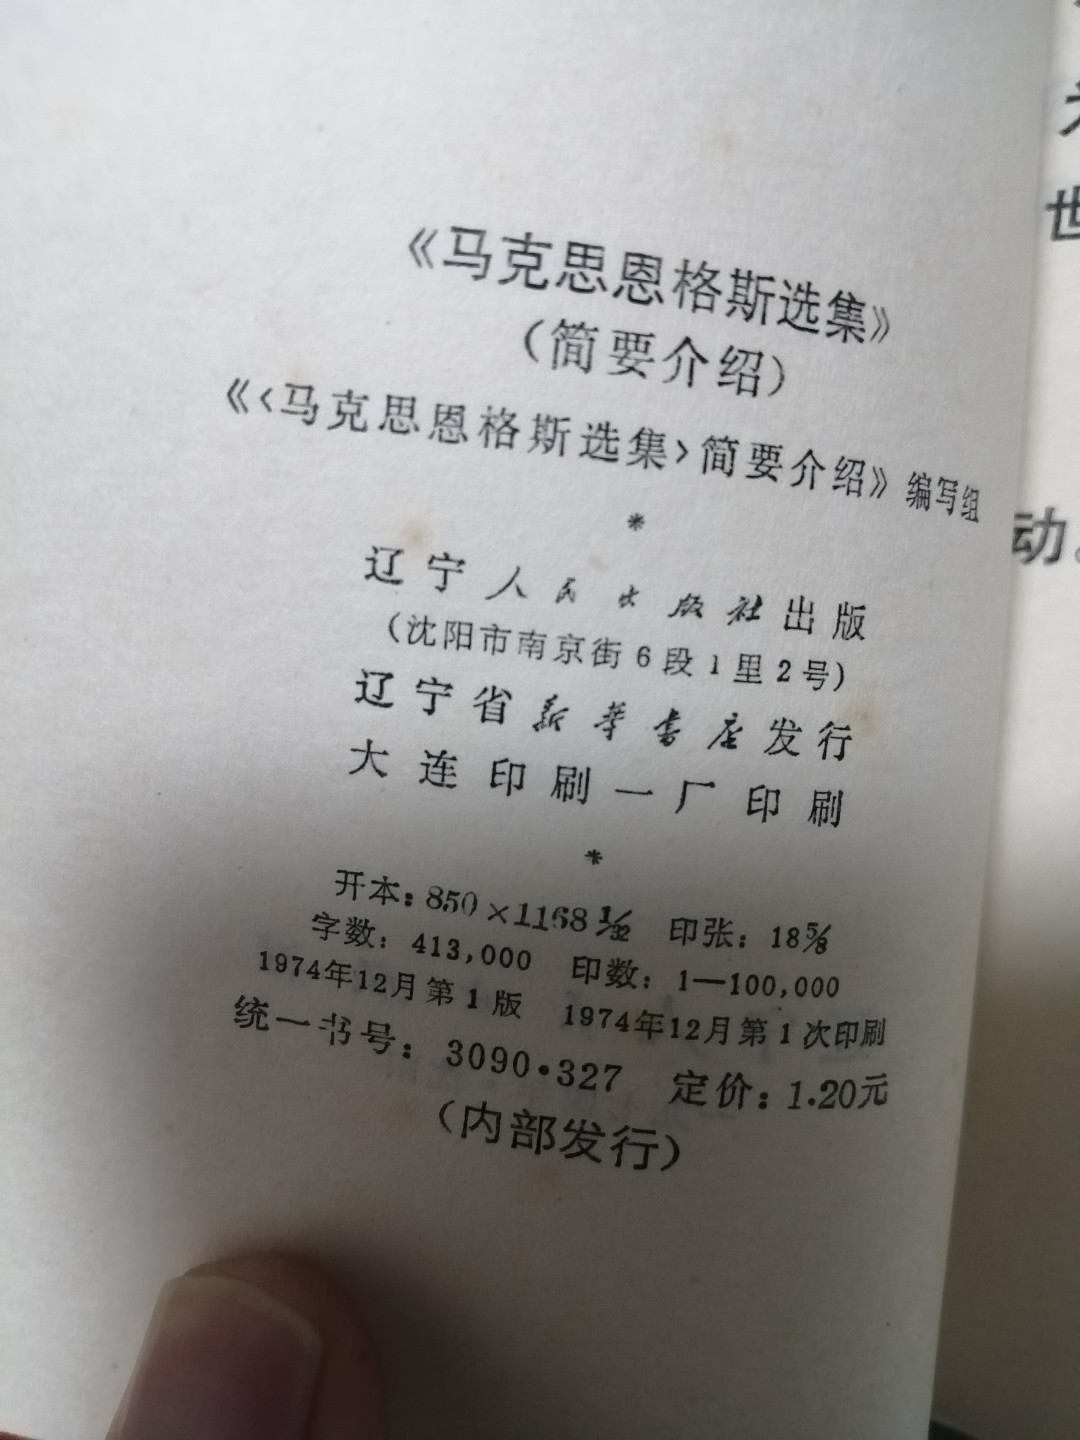 《马克思恩格斯选集》
(简要介绍)
《〈马克思恩格斯选集〉简要介绍》编写组
*
辽宁人民出版社出版
(沈阳市南京街6段1里2号)
辽宁省新华书店发行
大连印刷一厂印刷
*
开本:850×1168 1/32 印张:18 5/8
字数:413,000 印数:1—100,000
1974年12月第1版 1974年12月第1次印刷
统一书号:3090·327 定价:1.20元
(内部发行)
世
动。